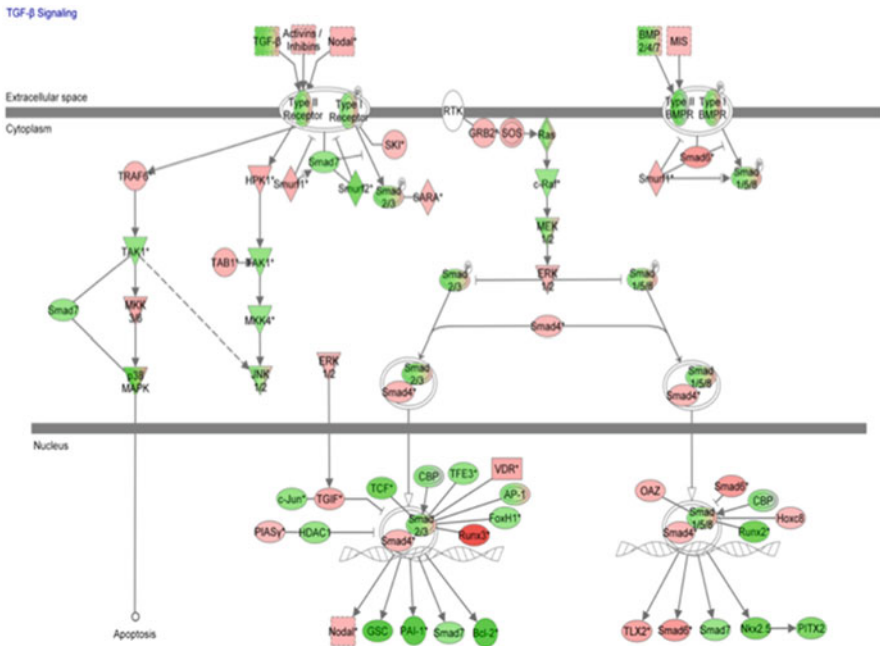 TGF-β Signaling
TGF-β
Activins /
Inhibins
Nodal*
BMP
2/4/7
MIS
Extracellular space
Cytoplasm
Type II
Receptor
Type I
Receptor
RTK
GRB2*
SOS
Ras
Type II
BMPR
Type I
BMPR
SKI*
TRAF6*
HPK1*
Smurf1*
Smad7
Smurf2*
Smad
2/3
SARA*
c-Raf*
Smad6*
Smurf1*
Smad
1/5/8
MEK
1/2
TAK1*
TAB1*
TAK1*
Smad
2/3
ERK
1/2
Smad
1/5/8
Smad7
MKK
3/6
MKK4*
Smad4*
p38
MAPK
JNK
1/2
ERK
1/2
Smad
2/3
Smad4*
Smad
1/5/8
Smad4*
Nucleus
c-Jun*
TGIF*
TCF*
CBP
TFE3*
VDR*
AP-1
FoxH1*
PIASγ*
HDAC1
Smad
2/3
Smad4*
Runx3*
OAZ
Smad6*
CBP
Smad
1/5/8
Hoxc6
Smad4*
Runx2*
Apoptosis
Nodal*
GSC
PAI-1*
Smad7
Bcl-2*
TLX2*
Smad6*
Smad7
Nkx2.5
PITX2